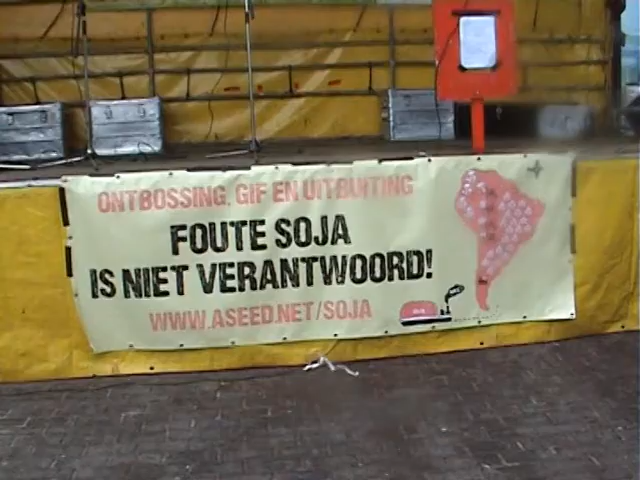 ONTBOSSING, GIF EN UITBUITING
FOUTE SOJA
IS NIET VERANTWOORD!
WWW.ASEED.NET/SOJA